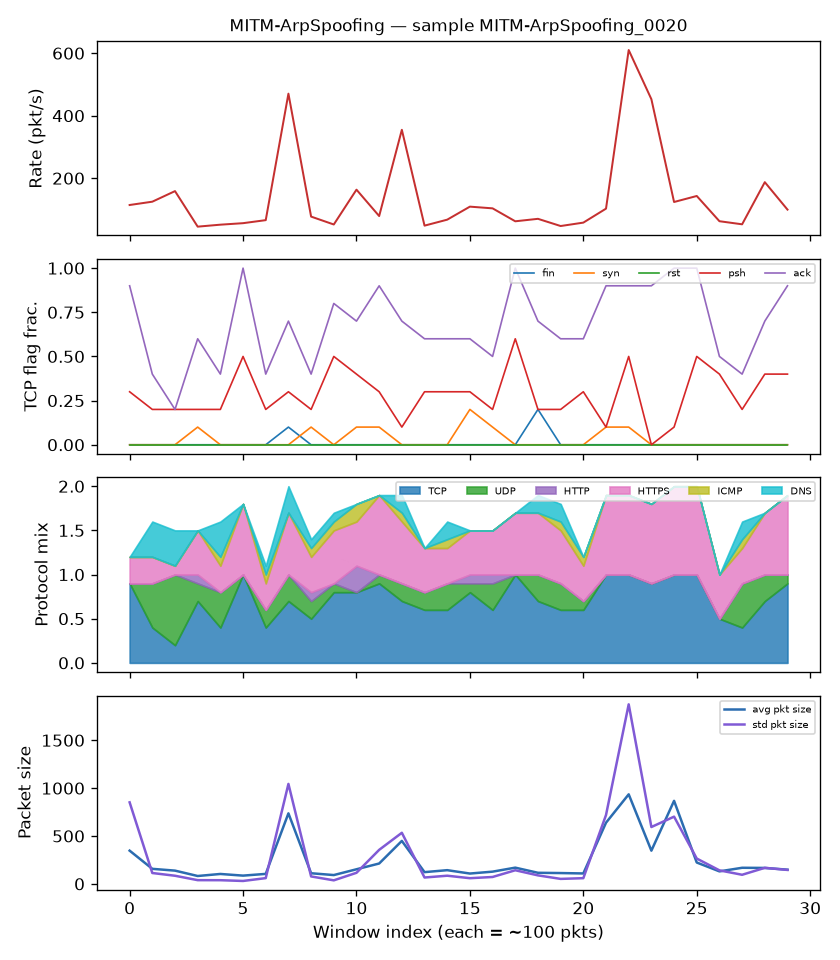 MITM-ArpSpoofing — sample MITM-ArpSpoofing_0020
600
400
200
Rate (pkt/s)
1.00
0.75
0.50
0.25
0.00
TCP flag frac.
fin syn rst psh ack
2.0
1.5
1.0
0.5
0.0
Protocol mix
TCP UDP HTTP HTTPS ICMP DNS
1500
1000
500
0
Packet size
avg pkt size
std pkt size
0 5 10 15 20 25 30
Window index (each = ~100 pkts)